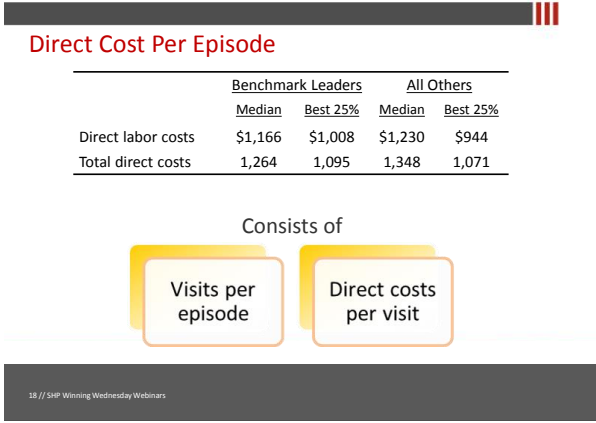 Direct Cost Per Episode
Benchmark Leaders All Others
Median Best 25% Median Best 25%
Direct labor costs $1,166 $1,008 $1,230 $944
Total direct costs 1,264 1,095 1,348 1,071
Consists of
Visits per episode
Direct costs per visit
18 // SHP Winning Wednesday Webinars